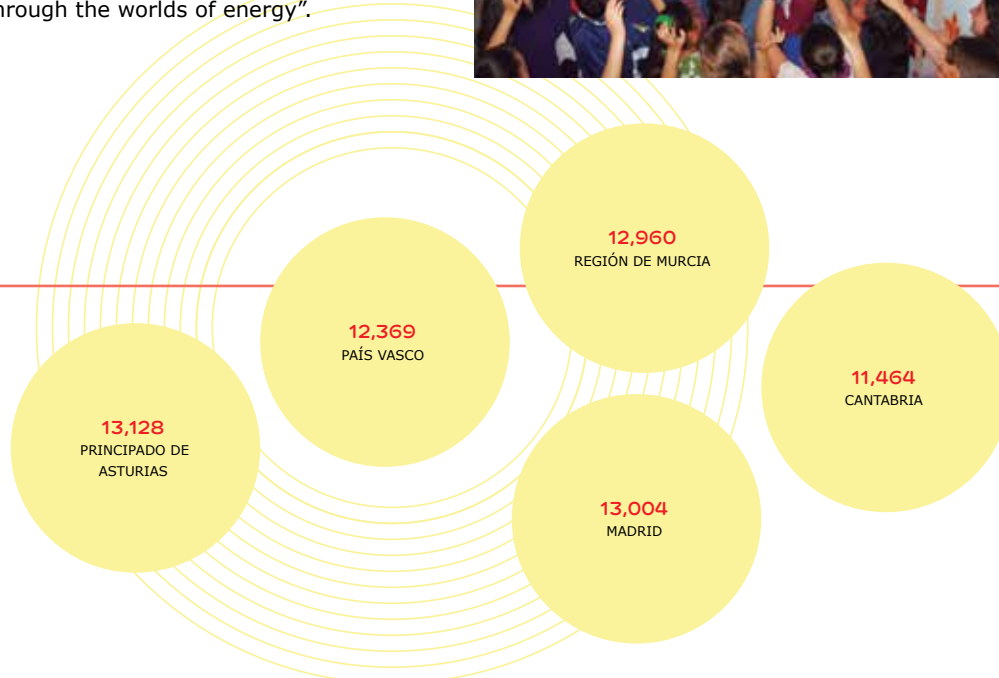 through the worlds of energy”.
12,960
REGIÓN DE MURCIA
12,369
PAÍS VASCO
11,464
CANTABRIA
13,128
PRINCIPADO DE
ASTURIAS
13,004
MADRID